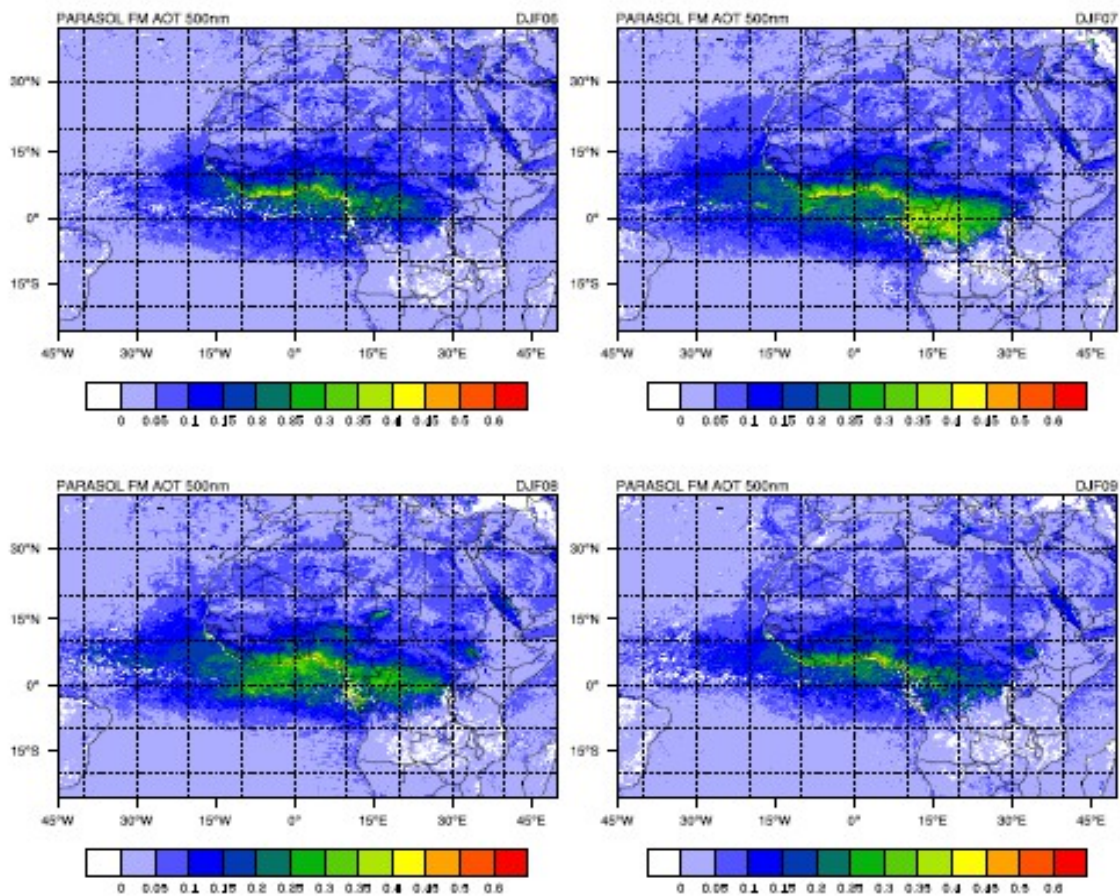 PARASOL FM AOT 500nm DJF06
30°N
15°N
0°
15°S
45°W 30°W 15°W 0° 15°E 30°E 45°E
0 0.05 0.1 0.15 0.2 0.25 0.3 0.35 0.4 0.45 0.5 0.6
PARASOL FM AOT 500nm DJF07
30°N
15°N
0°
15°S
45°W 30°W 15°W 0° 15°E 30°E 45°E
0 0.05 0.1 0.15 0.2 0.25 0.3 0.35 0.4 0.45 0.5 0.6
PARASOL FM AOT 500nm DJF08
30°N
15°N
0°
15°S
45°W 30°W 15°W 0° 15°E 30°E 45°E
0 0.05 0.1 0.15 0.2 0.25 0.3 0.35 0.4 0.45 0.5 0.6
PARASOL FM AOT 500nm DJF09
30°N
15°N
0°
15°S
45°W 30°W 15°W 0° 15°E 30°E 45°E
0 0.05 0.1 0.15 0.2 0.25 0.3 0.35 0.4 0.45 0.5 0.6